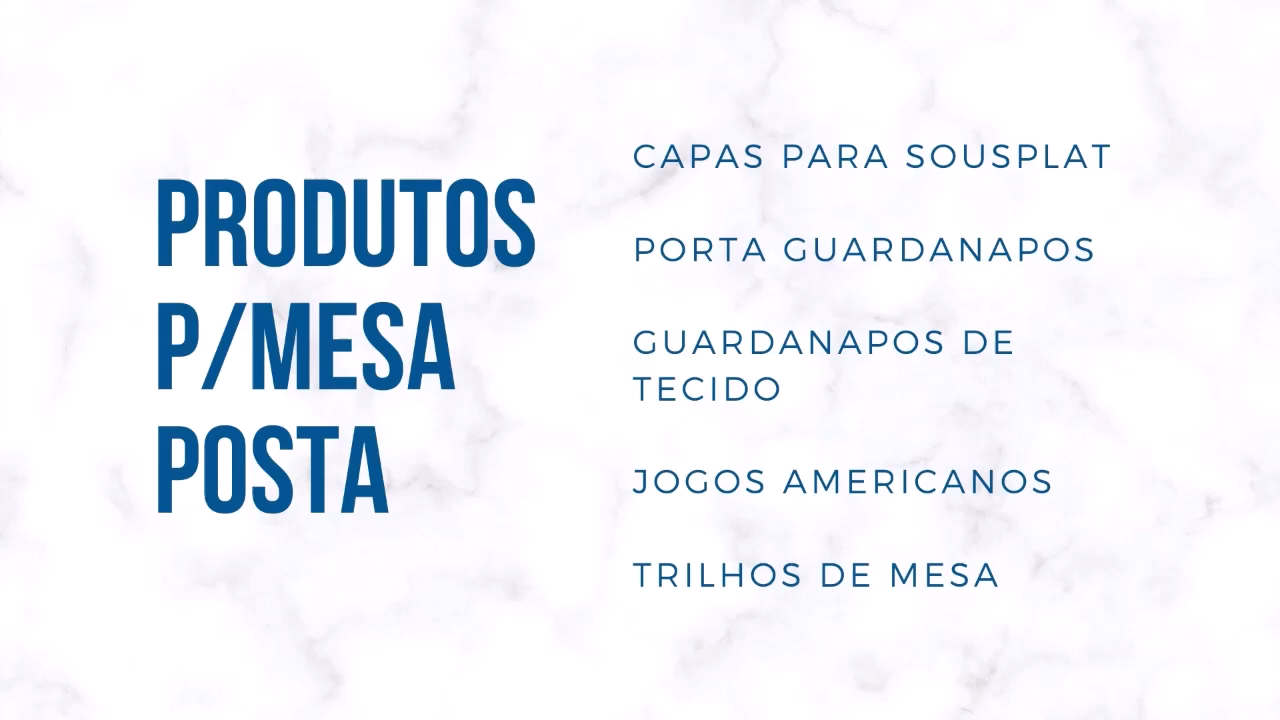 PRODUTOS
P/MESA
POSTA
CAPAS PARA SOUSPLAT
PORTA GUARDANAPOS
GUARDANAPOS DE
TECIDO
JOGOS AMERICANOS
TRILHOS DE MESA